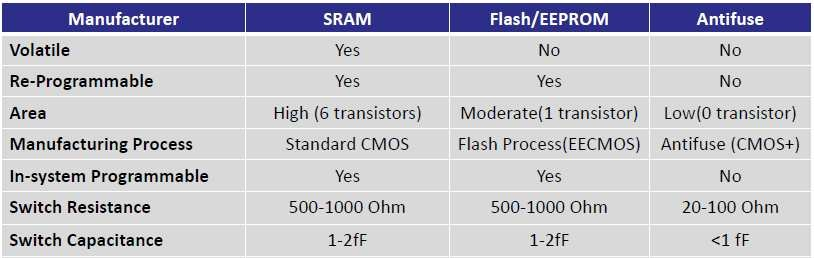 Manufacturer SRAM Flash/EEPROM Antifuse
Volatile Yes No No
Re-Programmable Yes Yes No
Area High (6 transistors) Moderate(1 transistor) Low(0 transistor)
Manufacturing Process Standard CMOS Flash Process(EECMOS) Antifuse (CMOS+)
In-system Programmable Yes Yes No
Switch Resistance 500-1000 Ohm 500-1000 Ohm 20-100 Ohm
Switch Capacitance 1-2fF 1-2fF <1 fF